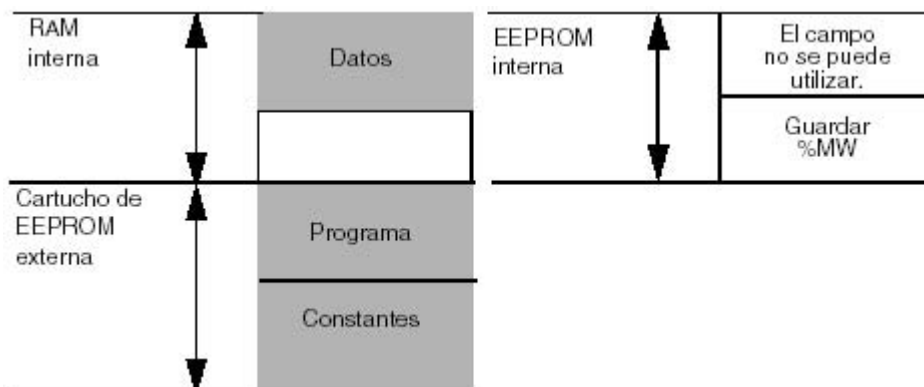 RAM
interna
Datos
EEPROM
interna
El campo
no se puede
utilizar.
Guardar
%MW
Cartucho de
EEPROM
externa
Programa
Constantes